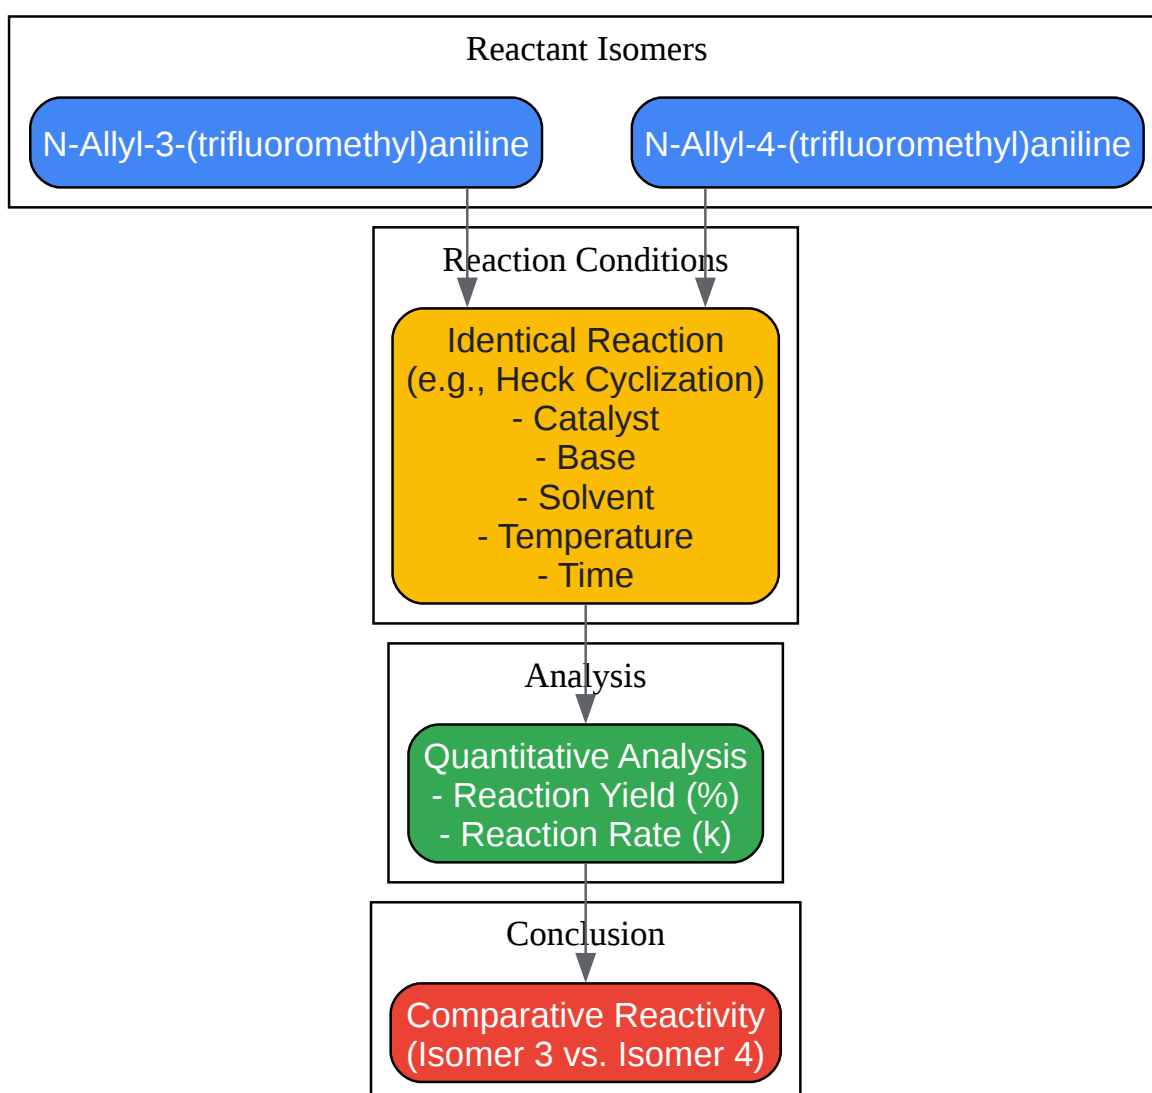 Reactant Isomers
N-Allyl-3-(trifluoromethyl)aniline
N-Allyl-4-(trifluoromethyl)aniline
Reaction Conditions
Identical Reaction
(e.g., Heck Cyclization)
- Catalyst
- Base
- Solvent
- Temperature
- Time
Analysis
Quantitative Analysis
- Reaction Yield (%)
- Reaction Rate (k)
Conclusion
Comparative Reactivity
(Isomer 3 vs. Isomer 4)